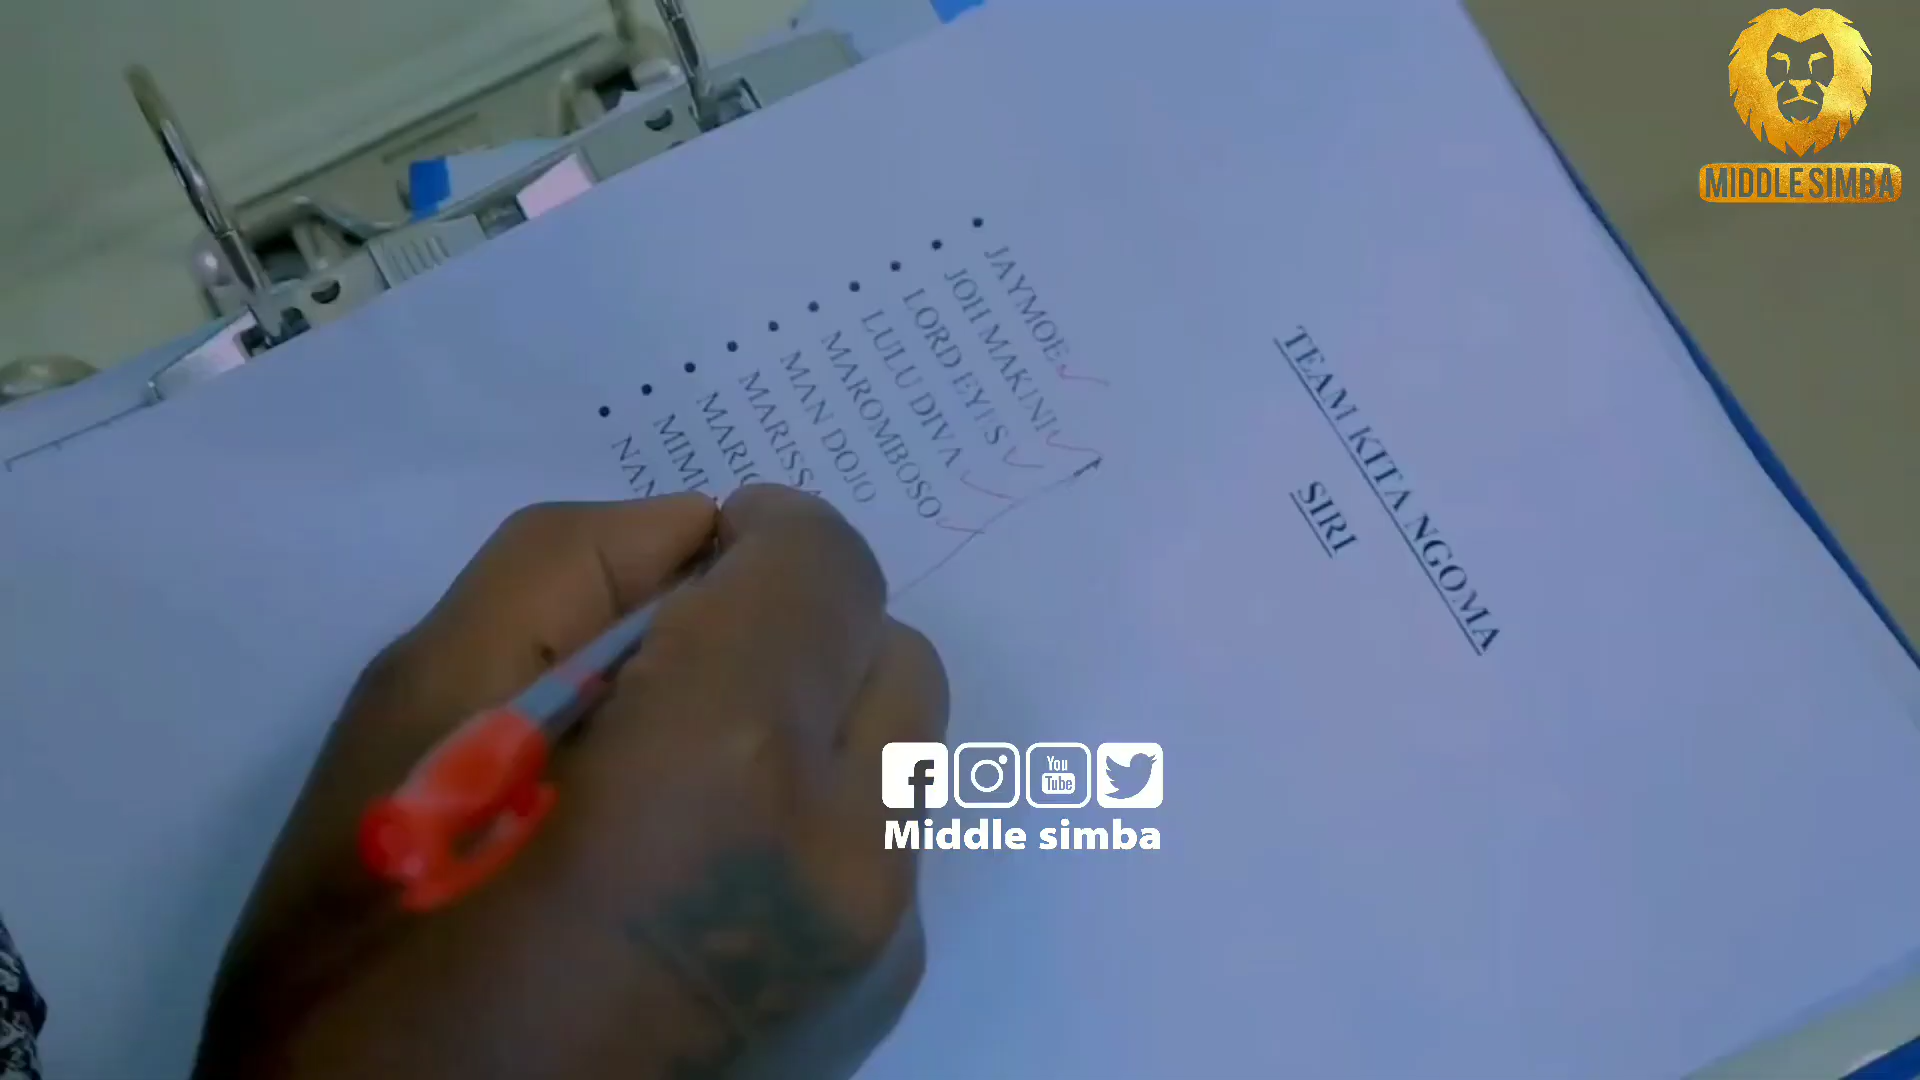 MIDDLE SIMBA
TEAM KITA NGOMA
SIRI
• JAYMOE
• JOH MAKINI
• LORD EYES
• LULU DIVA
• MAROMBOSO
• MAN DOJO
• MARISSA
You
Tube
Middle simba